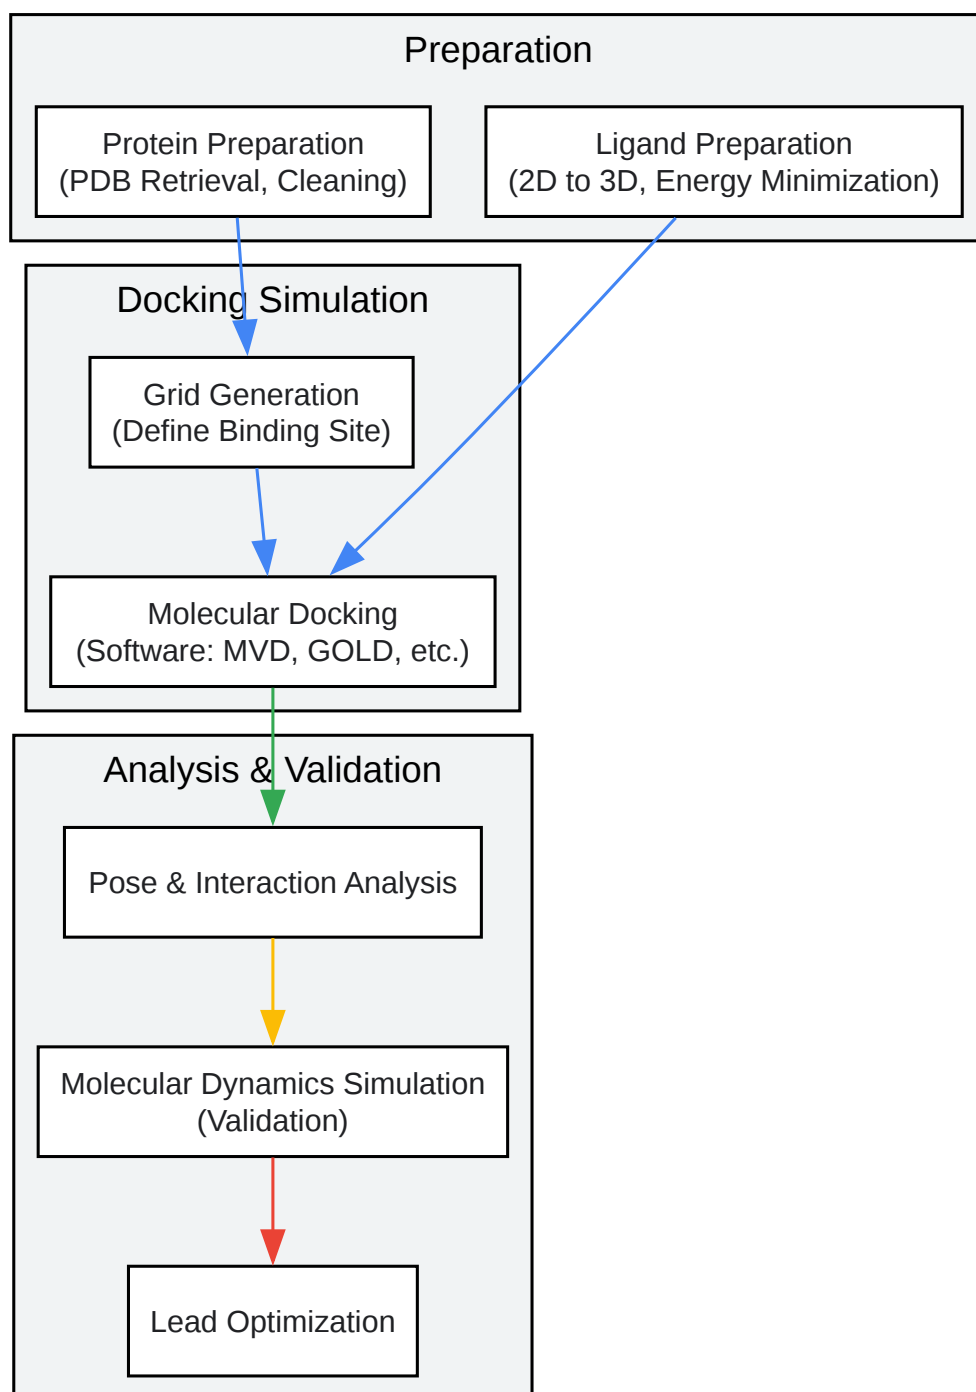 Preparation
Protein Preparation
(PDB Retrieval, Cleaning)
Ligand Preparation
(2D to 3D, Energy Minimization)
Docking Simulation
Grid Generation
(Define Binding Site)
Molecular Docking
(Software: MVD, GOLD, etc.)
Analysis & Validation
Pose & Interaction Analysis
Molecular Dynamics Simulation
(Validation)
Lead Optimization